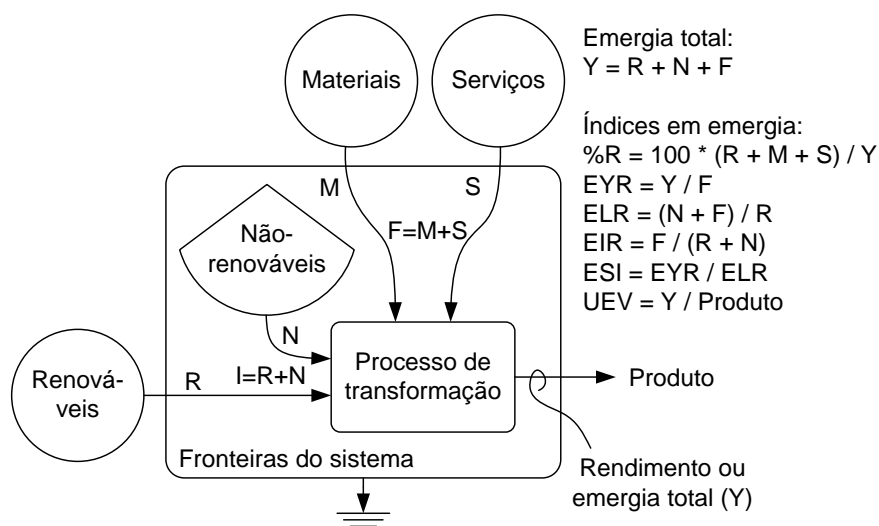 Materiais
Serviços
Emergia total:
Y = R + N + F
Índices em emergia:
%R = 100 * (R + M + S) / Y
EYR = Y / F
ELR = (N + F) / R
EIR = F / (R + N)
ESI = EYR / ELR
UEV = Y / Produto
M
S
F=M+S
Não-
renováveis
N
Renová-
veis
R
I=R+N
Processo de
transformação
Produto
Fronteiras do sistema
Rendimento ou
emergia total (Y)